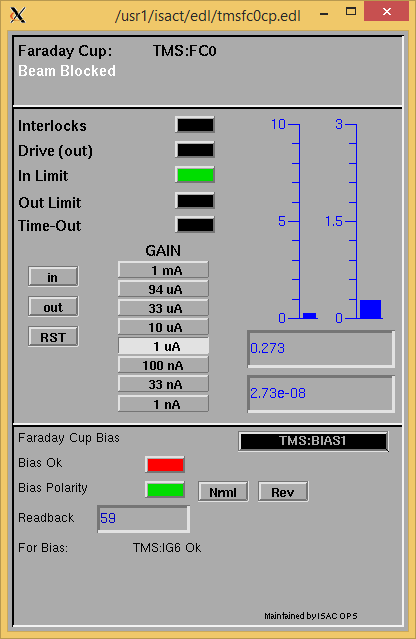 /usr1/isact/edl/tmsfc0cp.edl
Faraday Cup: TMS:FC0
Beam Blocked
Interlocks
Drive (out)
In Limit
Out Limit
Time-Out
10
5
0
3
1.5
0
GAIN
1 mA
94 uA
33 uA
10 uA
1 uA
100 nA
33 nA
1 nA
in
out
RST
0.273
2.73e-08
Faraday Cup Bias TMS:BIAS1
Bias Ok
Bias Polarity Nrml Rev
Readback 59
For Bias: TMS:IG6 Ok
Maintained by ISAC OPS